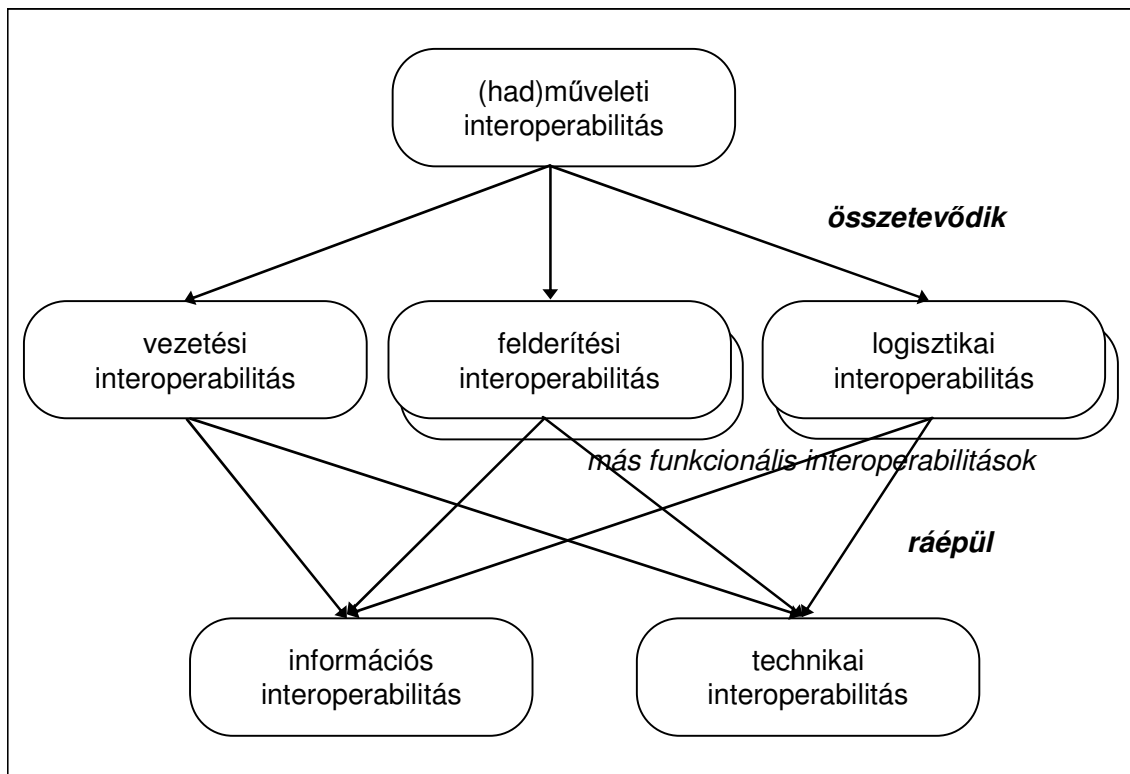 (had)műveleti
interoperabilitás
összetevődik
vezetési
interoperabilitás
felderítési
interoperabilitás
logisztikai
interoperabilitás
más funkcionális interoperabilitások
ráépül
információs
interoperabilitás
technikai
interoperabilitás